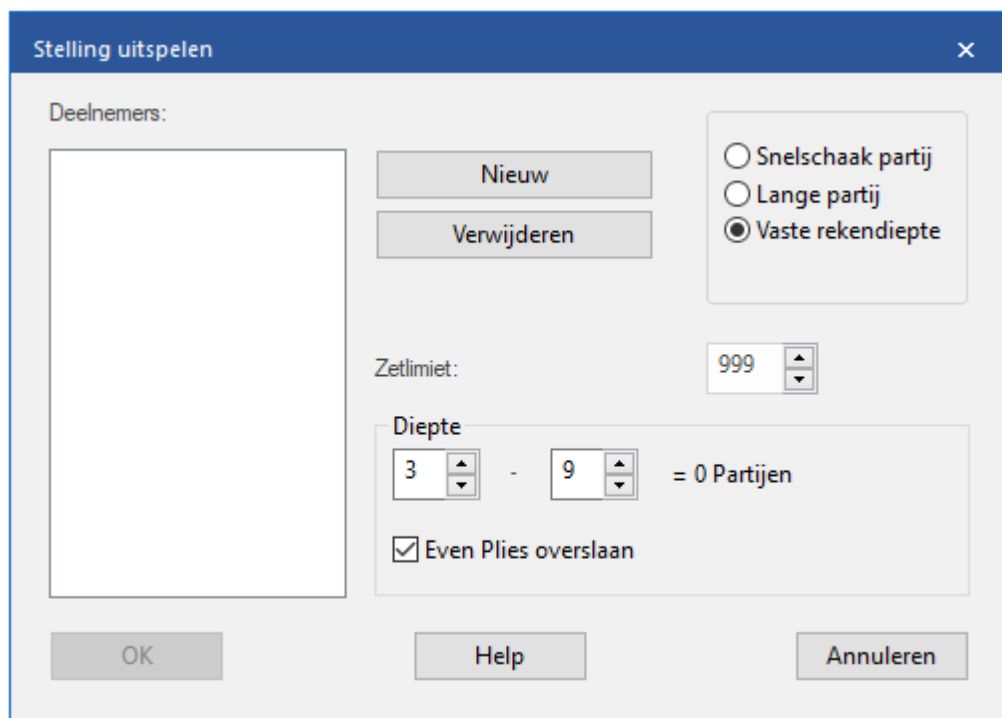 Stelling uitspelen
Deelnemers:
Nieuw
Verwijderen
Snelschaak partij
Lange partij
Vaste rekendiepte
Zetlimiet:
999
Diepte
3 - 9 = 0 Partijen
Even Plies overslaan
OK
Help
Annuleren